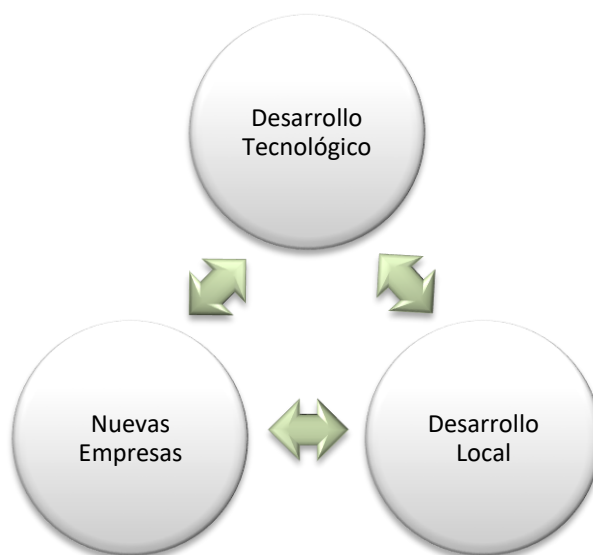 Desarrollo
Tecnológico
Nuevas
Empresas
Desarrollo
Local